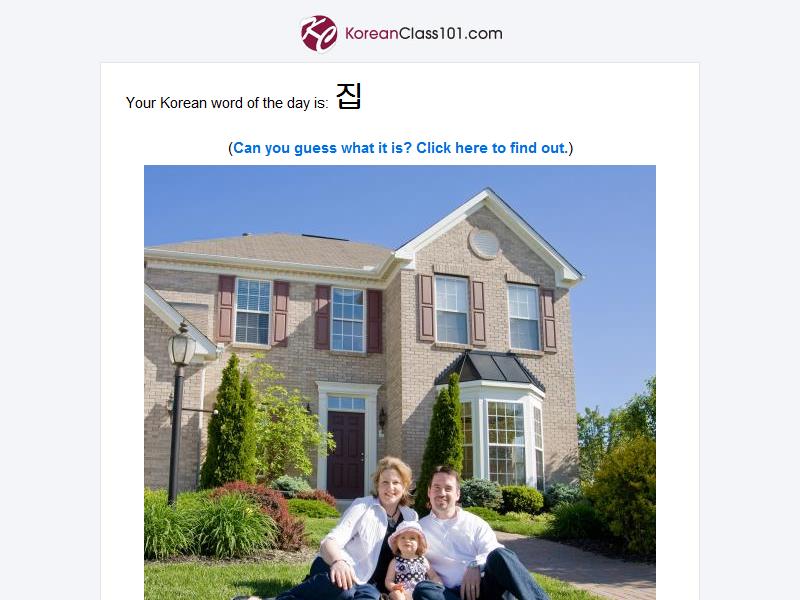 KoreanClass101.com
Your Korean word of the day is: 집
(Can you guess what it is? Click here to find out.)